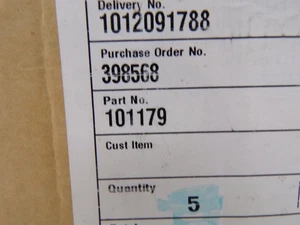 Delivery No.
1012091788
Purchase Order No.
398568
Part No.
101179
Cust Item
Quantity
5